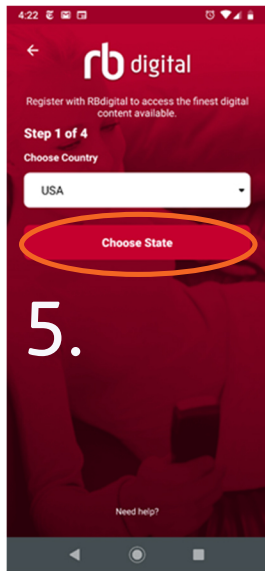 4:22
rb digital
Register with RBdigital to access the finest digital
content available.
Step 1 of 4
Choose Country
USA
Choose State
5.
Need help?